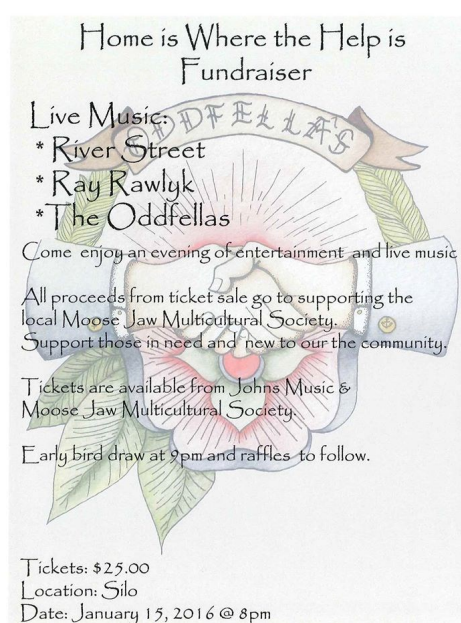 Home is Where the Help is
Fundraiser
Live Music:
ODDFELLA'S
* River Street
* Ray Rawlyk
*The Oddfellas
Come enjoy an evening of entertainment and live music
All proceeds from ticket sale go to supporting the
local Moose Jaw Multicultural Society.
Support those in need and new to our the community.
Tickets are available from Johns Music &
Moose Jaw Multicultural Society.
Early bird draw at 9pm and raffles to follow.
Tickets: $25.00
Location: Silo
Date: January 15, 2016 @ 8pm